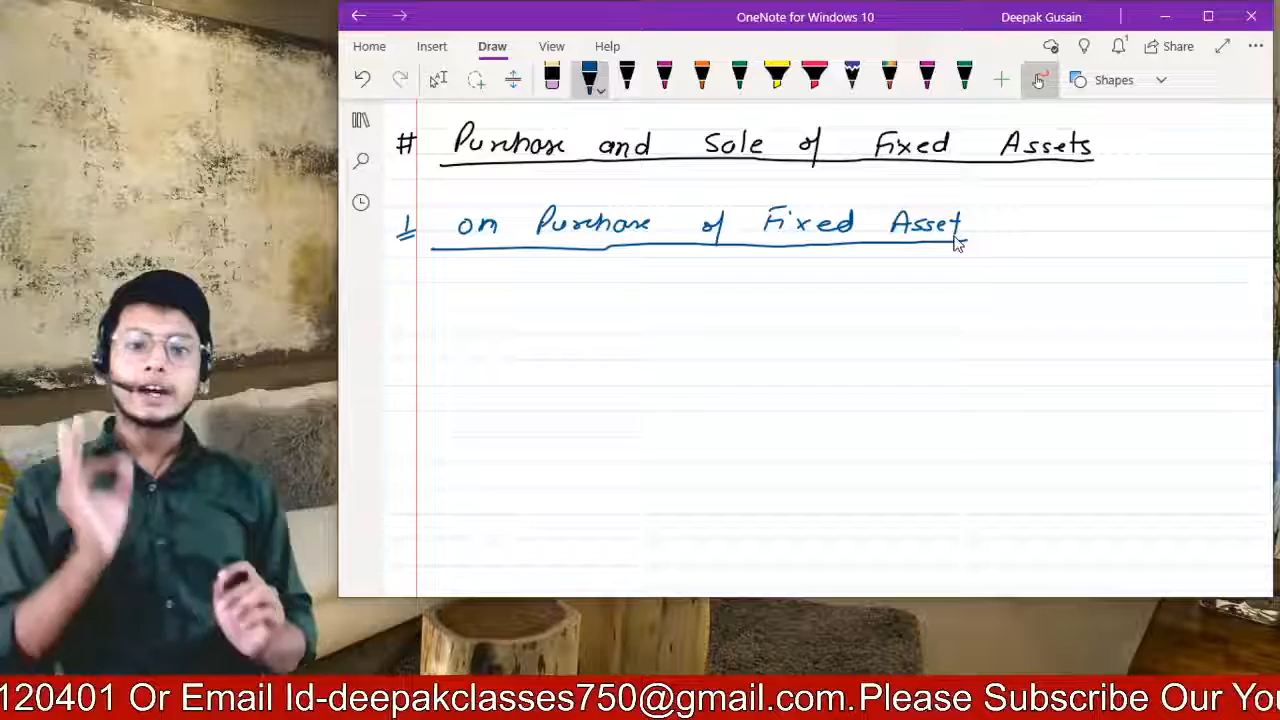 OneNote for Windows 10
Deepak Gusain
Home Insert Draw View Help
Share
Shapes
# Purchase and Sale of Fixed Assets
1 on Purchase of Fixed Asset
120401 Or Email Id-deepakclasses750@gmail.com.Please Subscribe Our You